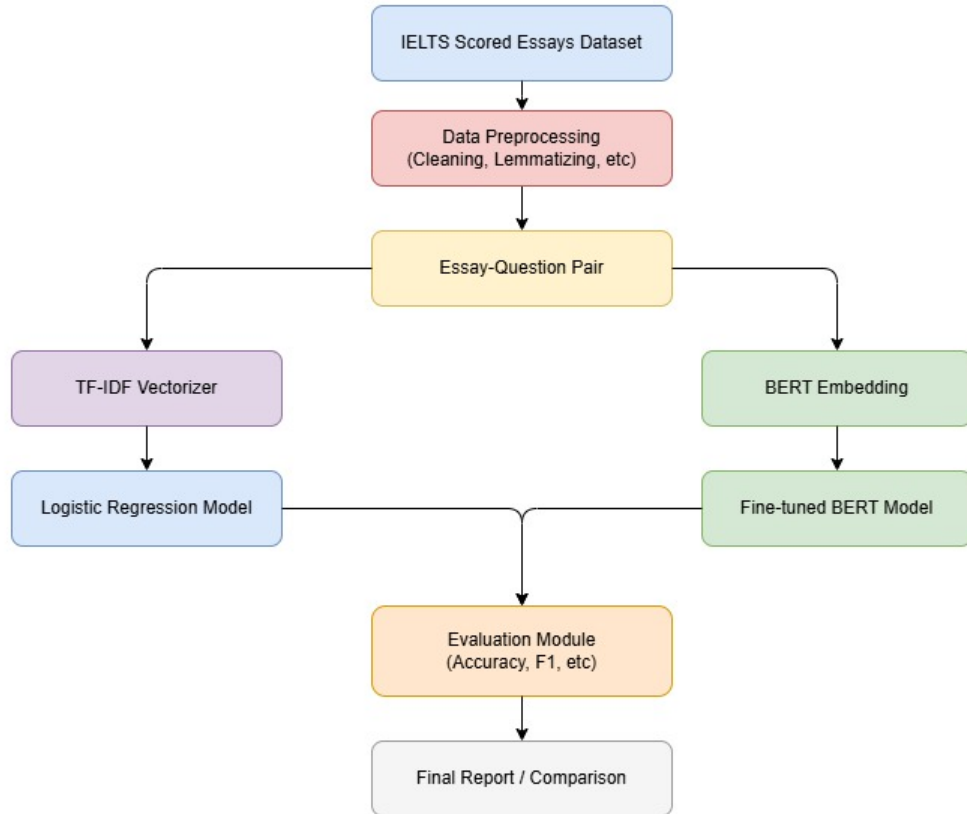 IELTS Scored Essays Dataset
Data Preprocessing
(Cleaning, Lemmatizing, etc)
Essay-Question Pair
TF-IDF Vectorizer
BERT Embedding
Logistic Regression Model
Fine-tuned BERT Model
Evaluation Module
(Accuracy, F1, etc)
Final Report / Comparison